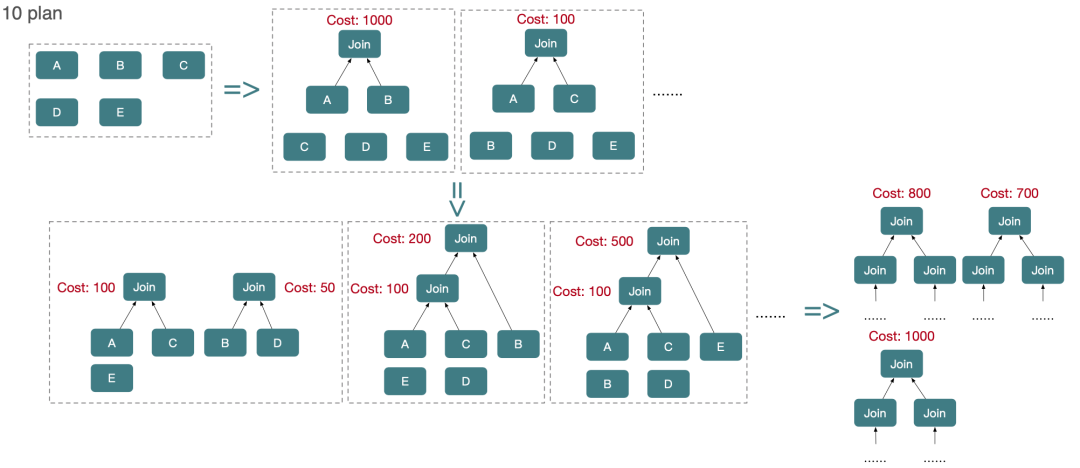 10 plan
Cost: 1000
Cost: 100
Join
Join
A
B
C
=>
A
B
A
C
.......
D
E
C
D
E
B
D
E
=>
Cost: 800
Cost: 700
Cost: 200
Join
Cost: 500
Join
Join
Join
Cost: 100
Join
Join
Cost: 50
Cost: 100
Join
Cost: 100
Join
Join
Join
Join
Join
.......
=>
......
......
......
......
A
C
B
D
A
C
B
A
C
E
Cost: 1000
E
E
D
B
D
Join
Join
Join
......
......